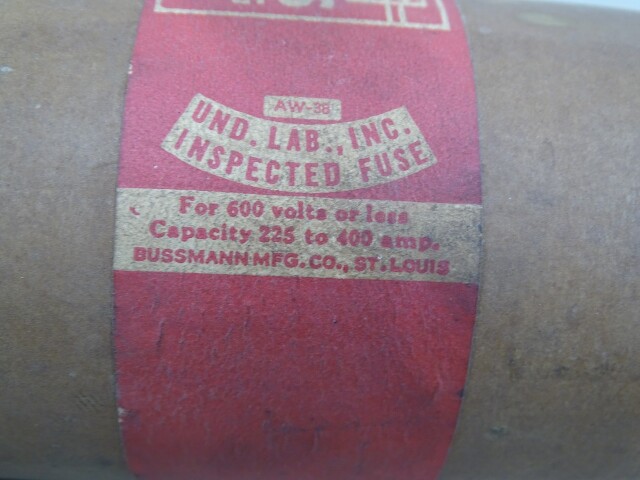 AW-38
UND. LAB., INC.
INSPECTED FUSE
For 600 volts or less
Capacity 225 to 400 amp.
BUSSMANN MFG. CO., ST. LOUIS